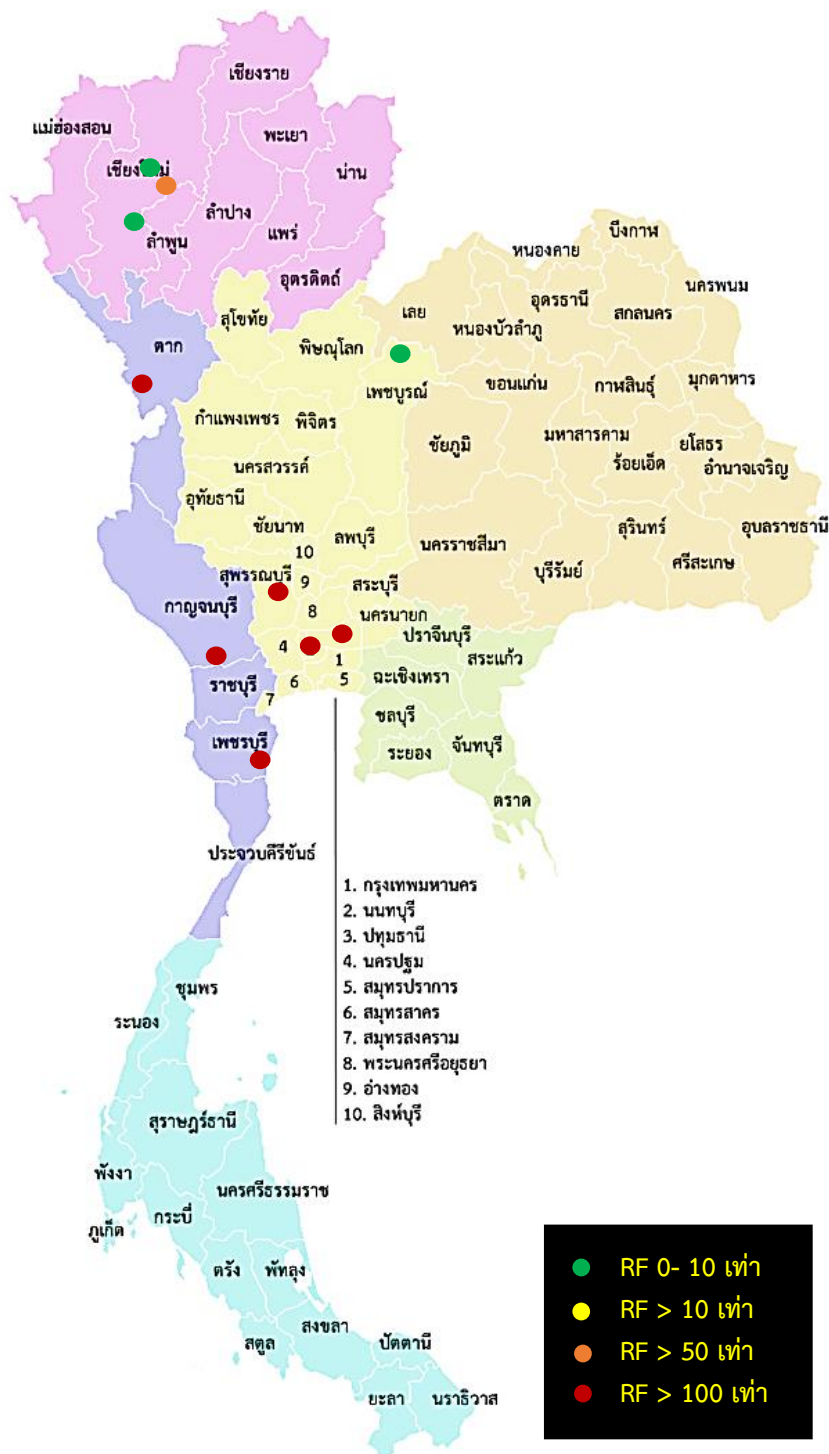 เชียงราย
แม่ฮ่องสอน
พะเยา
เชียงใหม่
น่าน
ลำปาง
ลำพูน
แพร่
อุตรดิตถ์
บึงกาฬ
หนองคาย
นครพนม
อุดรธานี
เลย
สกลนคร
สุโขทัย
หนองบัวลำภู
ตาก
พิษณุโลก
เพชบูรณ์
ขอนแก่น
กาฬสินธุ์
มุกดาหาร
กำแพงเพชร
พิจิตร
ชัยภูมิ
มหาสารคาม
ยโสธร
ร้อยเอ็ด
อำนาจเจริญ
นครสวรรค์
อุทัยธานี
ชัยนาท
ลพบุรี
นครราชสีมา
สุรินทร์
อุบลราชธานี
10
สุพรรณบุรี
9
สระบุรี
บุรีรัมย์
ศรีสะเกษ
กาญจนบุรี
8
นครนายก
ปราจีนบุรี
4
1
สระแก้ว
ราชบุรี
6
5
ฉะเชิงเทรา
7
ชลบุรี
เพชรบุรี
ระยอง
จันทบุรี
ตราด
ประจวบคีรีขันธ์
1. กรุงเทพมหานคร
2. นนทบุรี
3. ปทุมธานี
4. นครปฐม
5. สมุทรปราการ
6. สมุทรสาคร
7. สมุทรสงคราม
8. พระนครศรีอยุธยา
9. อ่างทอง
10. สิงห์บุรี
ชุมพร
ระนอง
สุราษฎร์ธานี
พังงา
นครศรีธรรมราช
กระบี่
ภูเก็ต
ตรัง
พัทลุง
สงขลา
สตูล
ปัตตานี
ยะลา
นราธิวาส
RF 0- 10 เท่า
RF > 10 เท่า
RF > 50 เท่า
RF > 100 เท่า